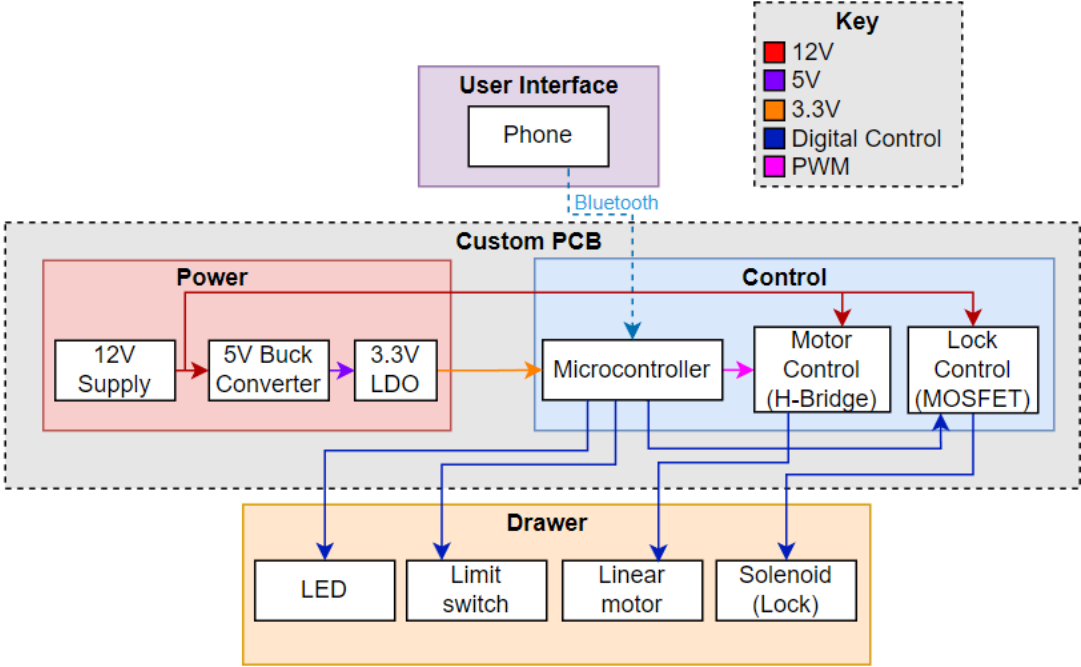 Key
12V
5V
3.3V
Digital Control
PWM
User Interface
Phone
Bluetooth
Custom PCB
Power
12V
Supply
5V Buck
Converter
3.3V
LDO
Control
Microcontroller
Motor
Control
(H-Bridge)
Lock
Control
(MOSFET)
Drawer
LED
Limit
switch
Linear
motor
Solenoid
(Lock)